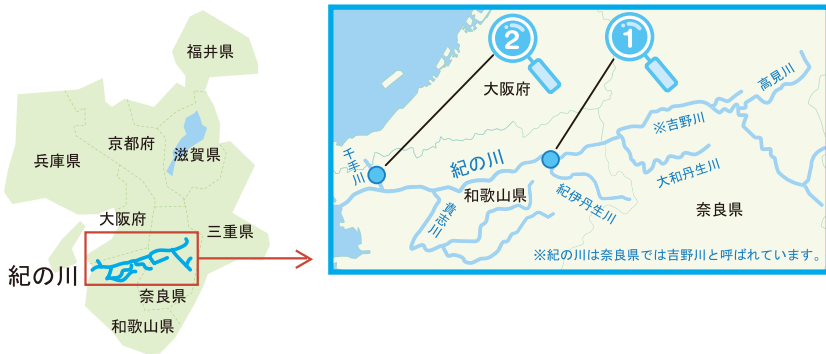 福井県
京都府
兵庫県
滋賀県
大阪府
三重県
紀の川
奈良県
和歌山県
②
①
大阪府
高見川
※吉野川
千手川
紀の川
大和丹生川
和歌山県
紀伊丹生川
貴志川
奈良県
※紀の川は奈良県では吉野川と呼ばれています。